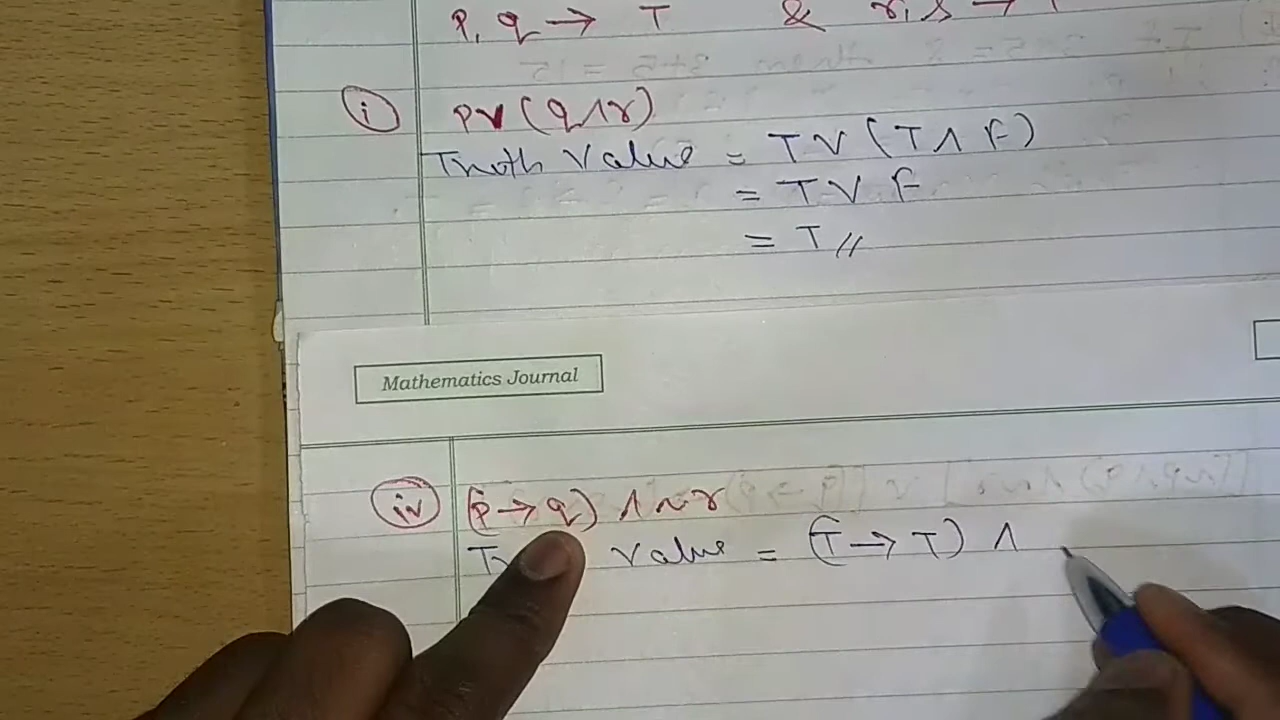 P, q → T & r, s →
i P∨(q∧r)
Truth Value = T∨(T∧F)
= T∨F
= T //
Mathematics Journal
iv (P→q)∧~r
Value = (T→T)∧